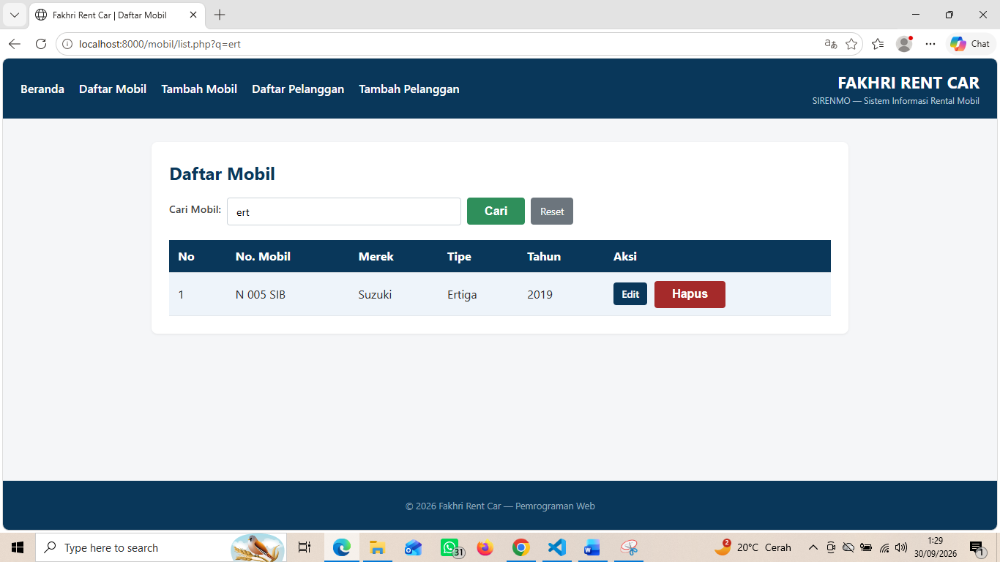 Fakhri Rent Car | Daftar Mobil
localhost:8000/mobil/list.php?q=ert
Chat
Beranda Daftar Mobil Tambah Mobil Daftar Pelanggan Tambah Pelanggan
FAKHRI RENT CAR
SIRENMO — Sistem Informasi Rental Mobil
Daftar Mobil
Cari Mobil: ert Cari Reset
No No. Mobil Merek Tipe Tahun Aksi
1 N 005 SIB Suzuki Ertiga 2019 Edit Hapus
© 2026 Fakhri Rent Car — Pemrograman Web
Type here to search
31
2
20°C Cerah
1:29
30/09/2026
1